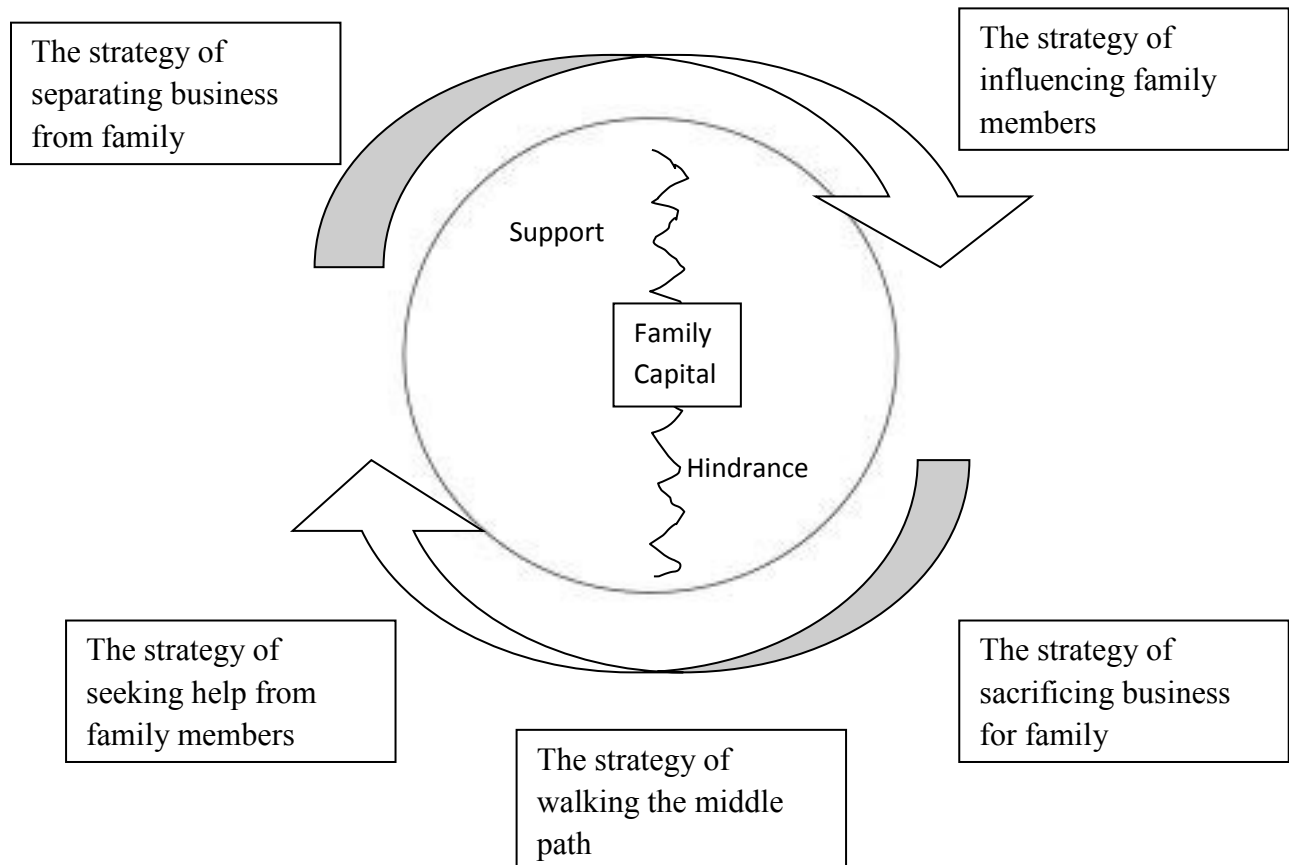 The strategy of
separating business
from family
The strategy of
influencing family
members
Support
Family
Capital
Hindrance
The strategy of
seeking help from
family members
The strategy of
walking the middle
path
The strategy of
sacrificing business
for family